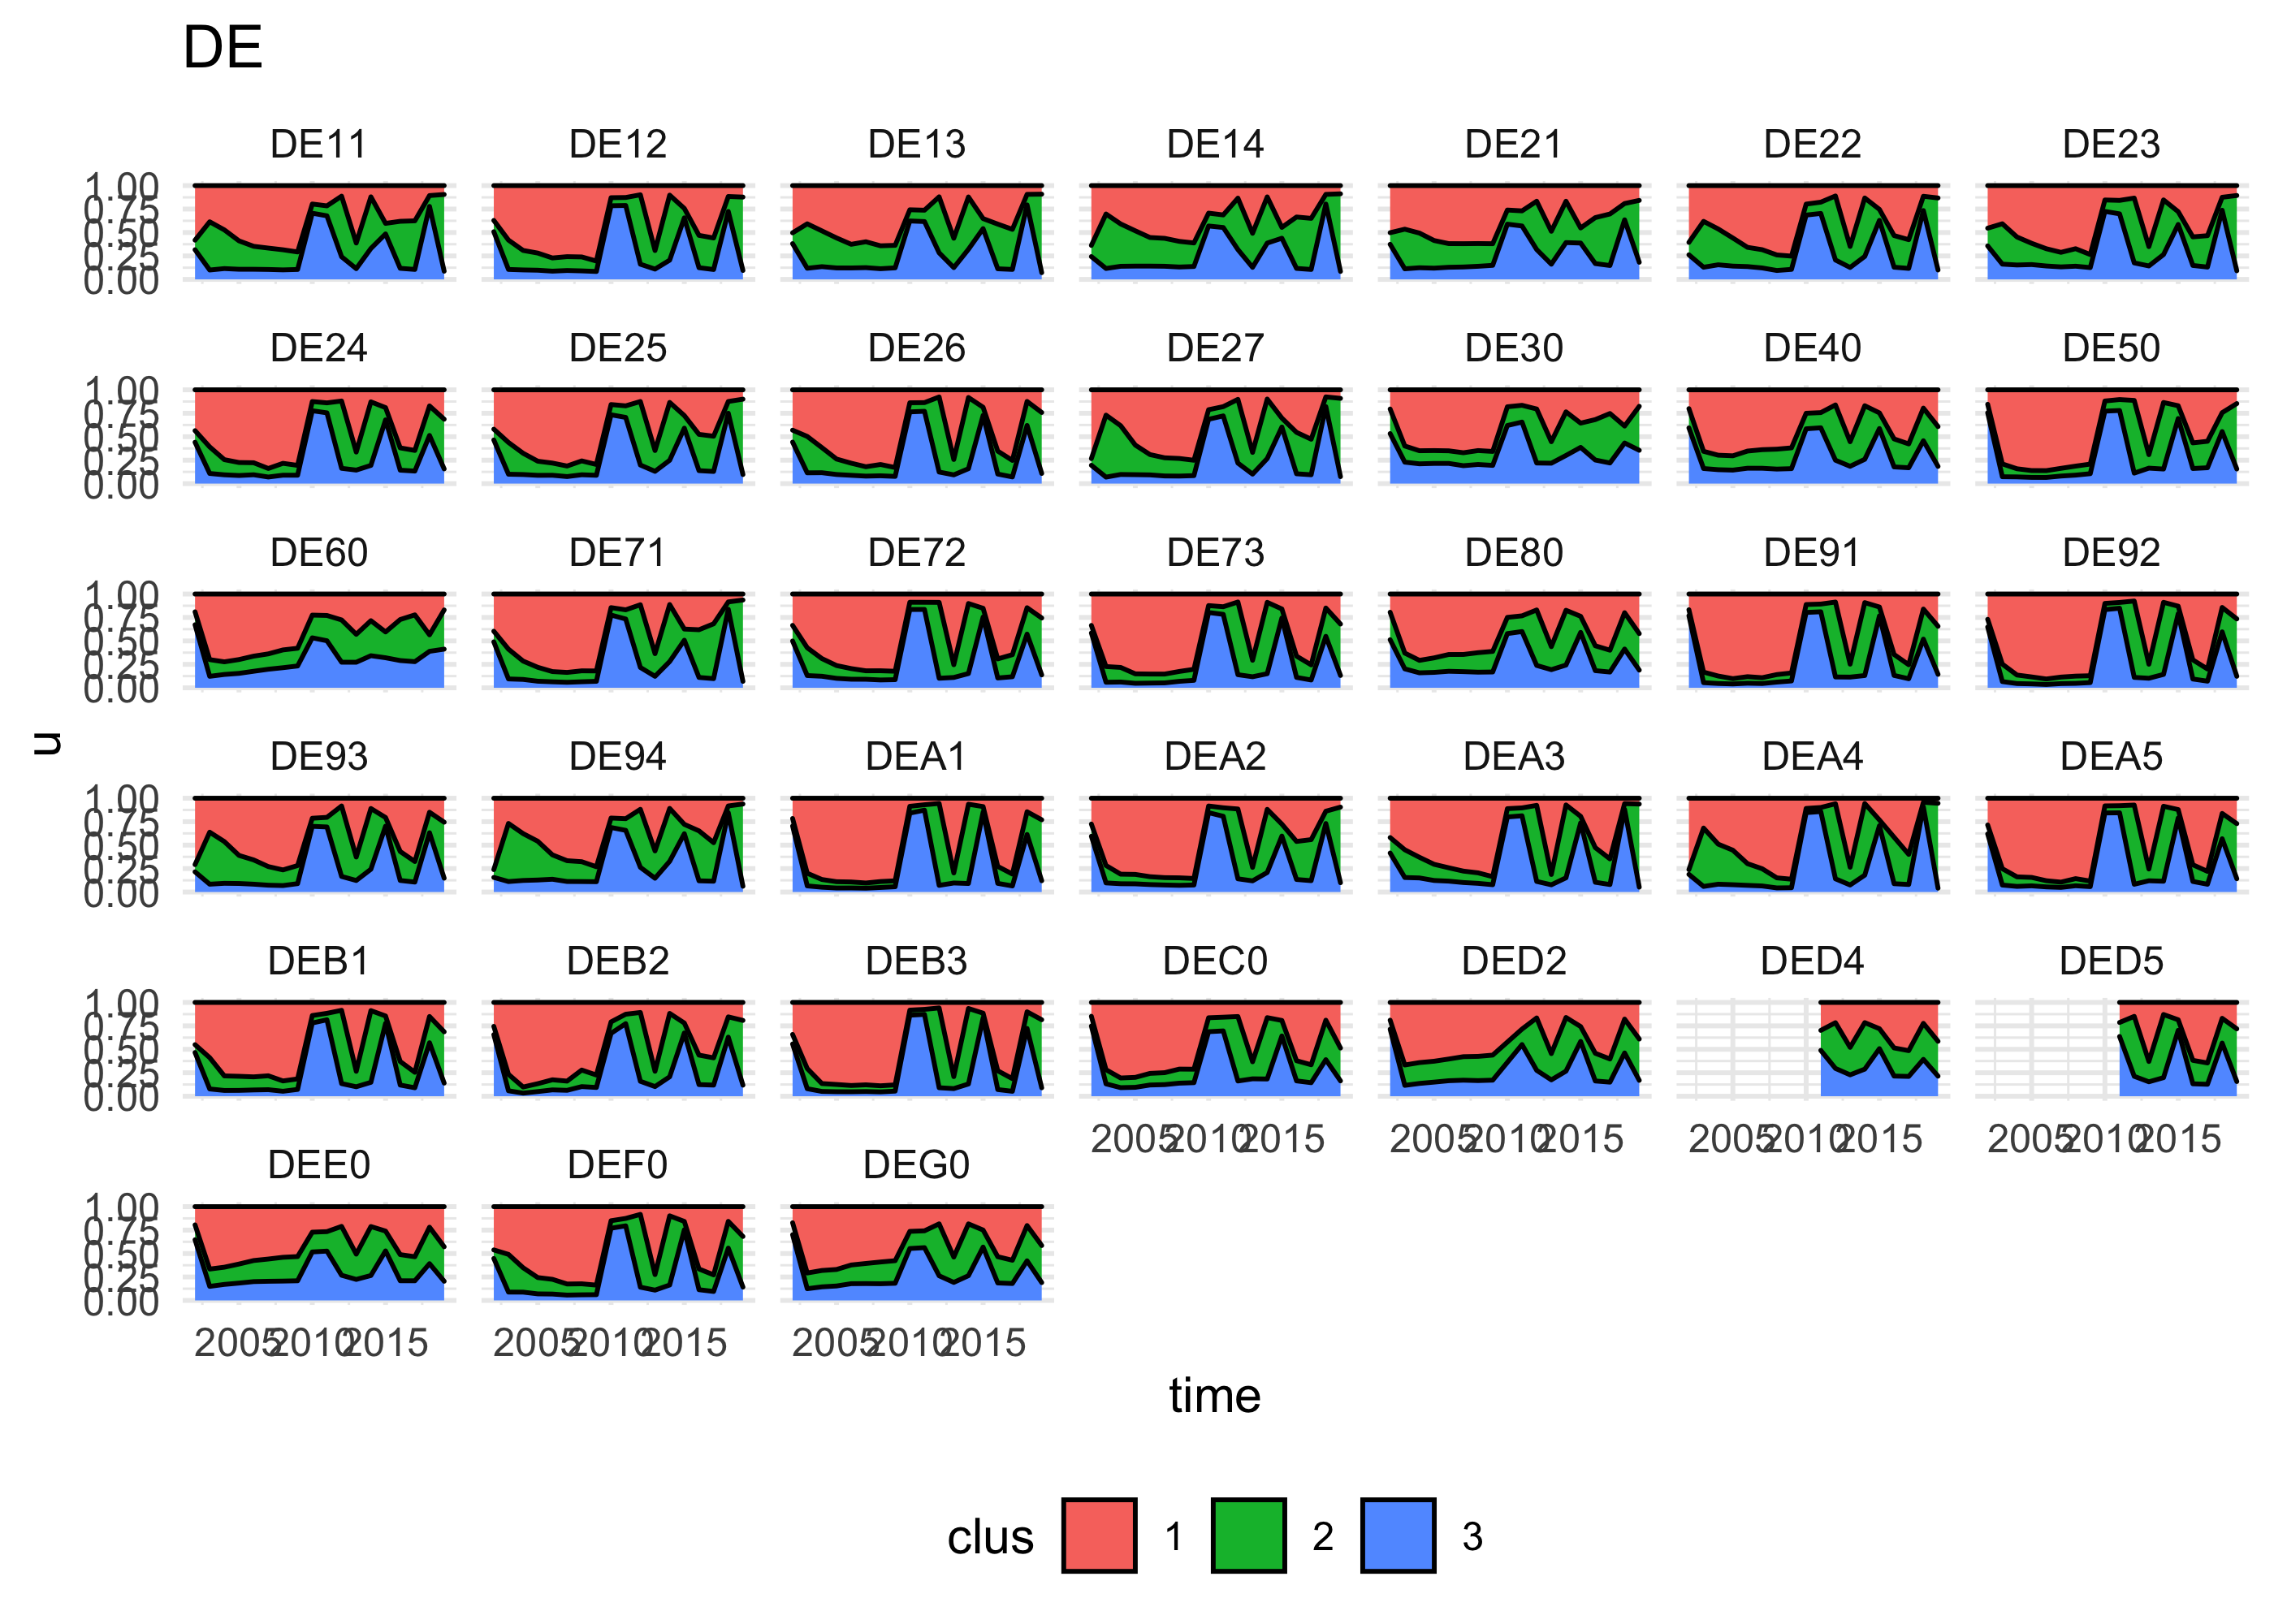 DE
DE11 DE12 DE13 DE14 DE21 DE22 DE23
1.00
0.75
0.50
0.25
0.00
DE24 DE25 DE26 DE27 DE30 DE40 DE50
1.00
0.75
0.50
0.25
0.00
DE60 DE71 DE72 DE73 DE80 DE91 DE92
1.00
0.75
0.50
0.25
0.00
u
DE93 DE94 DEA1 DEA2 DEA3 DEA4 DEA5
1.00
0.75
0.50
0.25
0.00
DEB1 DEB2 DEB3 DEC0 DED2 DED4 DED5
1.00
0.75
0.50
0.25
0.00
2005 2010 2015 2005 2010 2015 2005 2010 2015 2005 2010 2015
DEE0 DEF0 DEG0
1.00
0.75
0.50
0.25
0.00
2005 2010 2015 2005 2010 2015 2005 2010 2015
time
clus 1 2 3